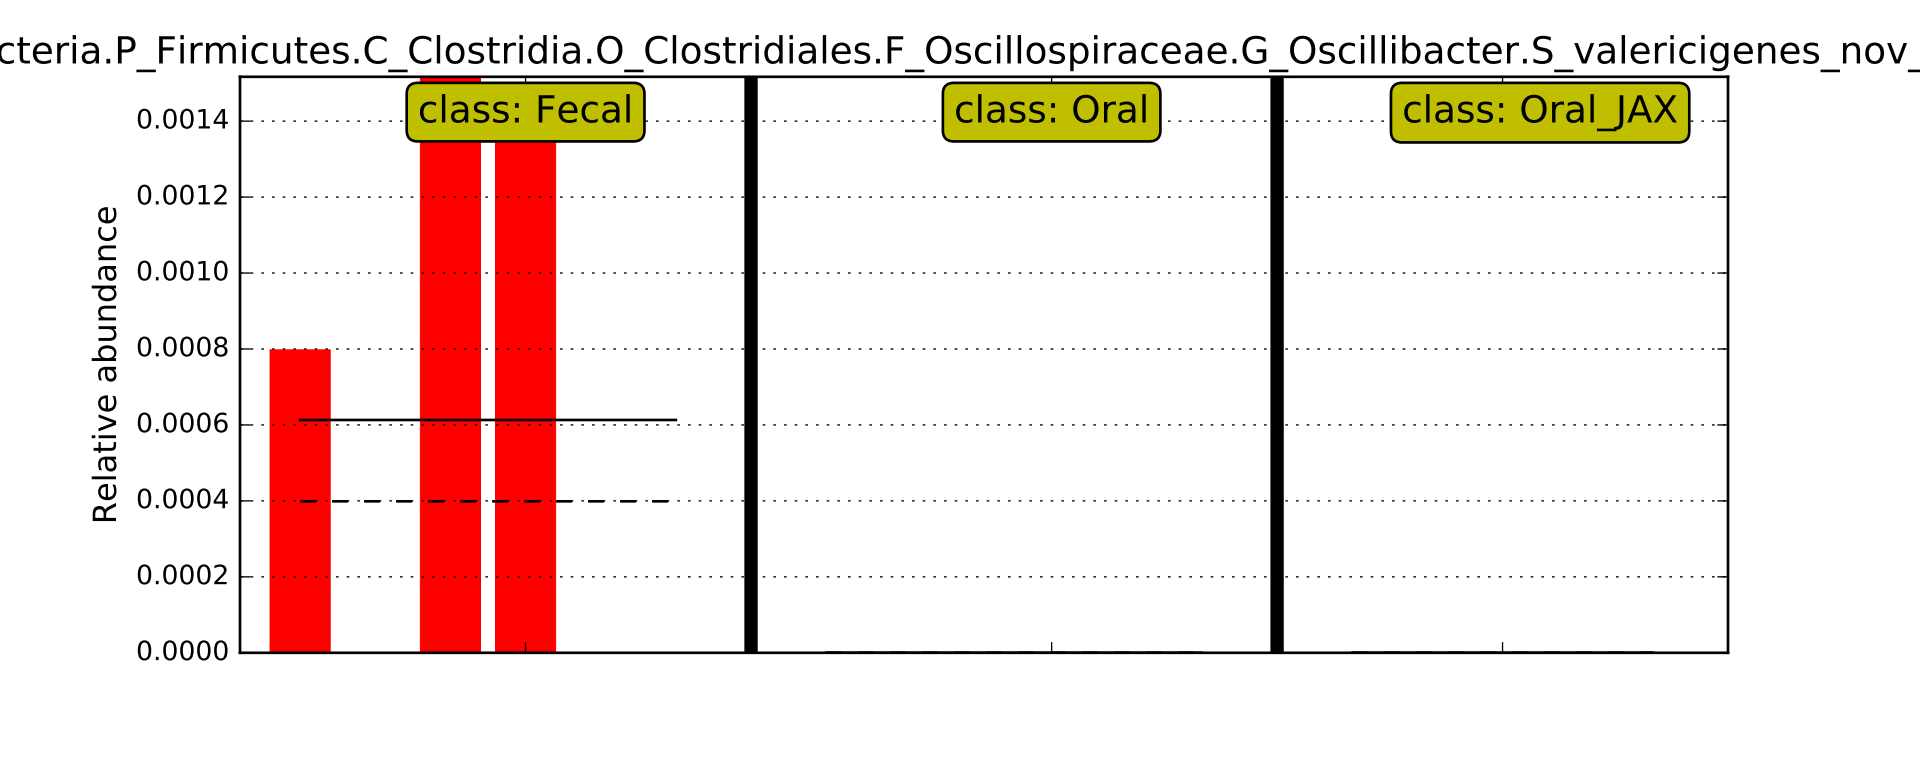 cteria.P_Firmicutes.C_Clostridia.O_Clostridiales.F_Oscillospiraceae.G_Oscillibacter.S_valericigenes_nov_
class: Fecal
class: Oral
class: Oral_JAX
Relative abundance
0.0014
0.0012
0.0010
0.0008
0.0006
0.0004
0.0002
0.0000